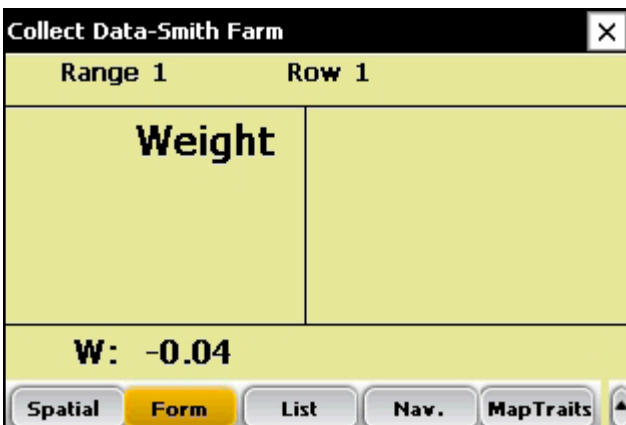 Collect Data-Smith Farm
Range 1 Row 1
Weight
W: -0.04
Spatial Form List Nav. MapTraits